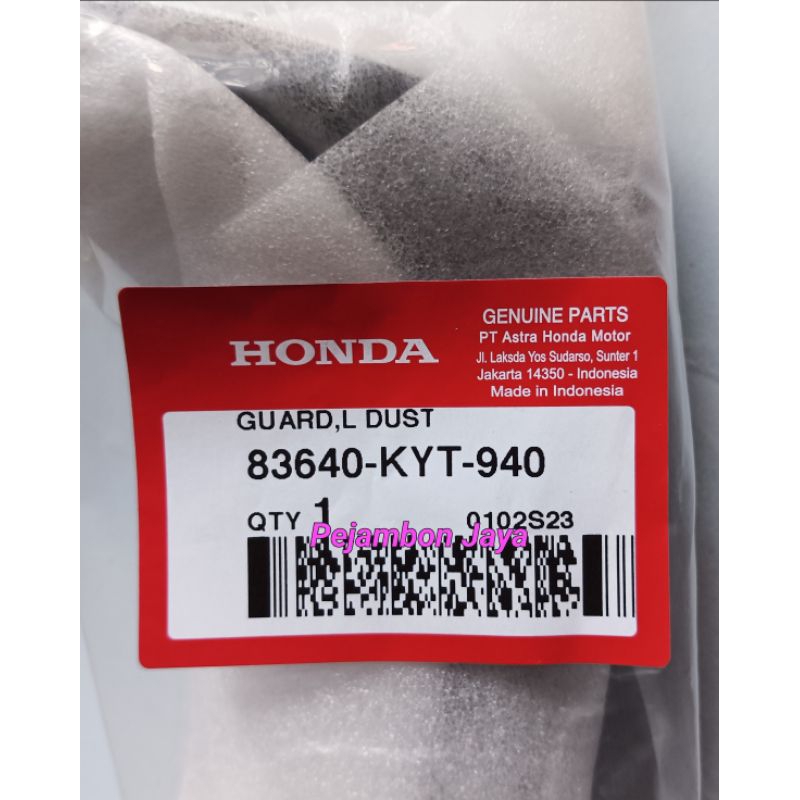 HONDA
GENUINE PARTS
PT Astra Honda Motor
Jl. Laksda Yos Sudarso, Sunter 1
Jakarta 14350 - Indonesia
Made in Indonesia
GUARD,L DUST
83640-KYT-940
QTY 1 0102S23
Pejambon Jaya